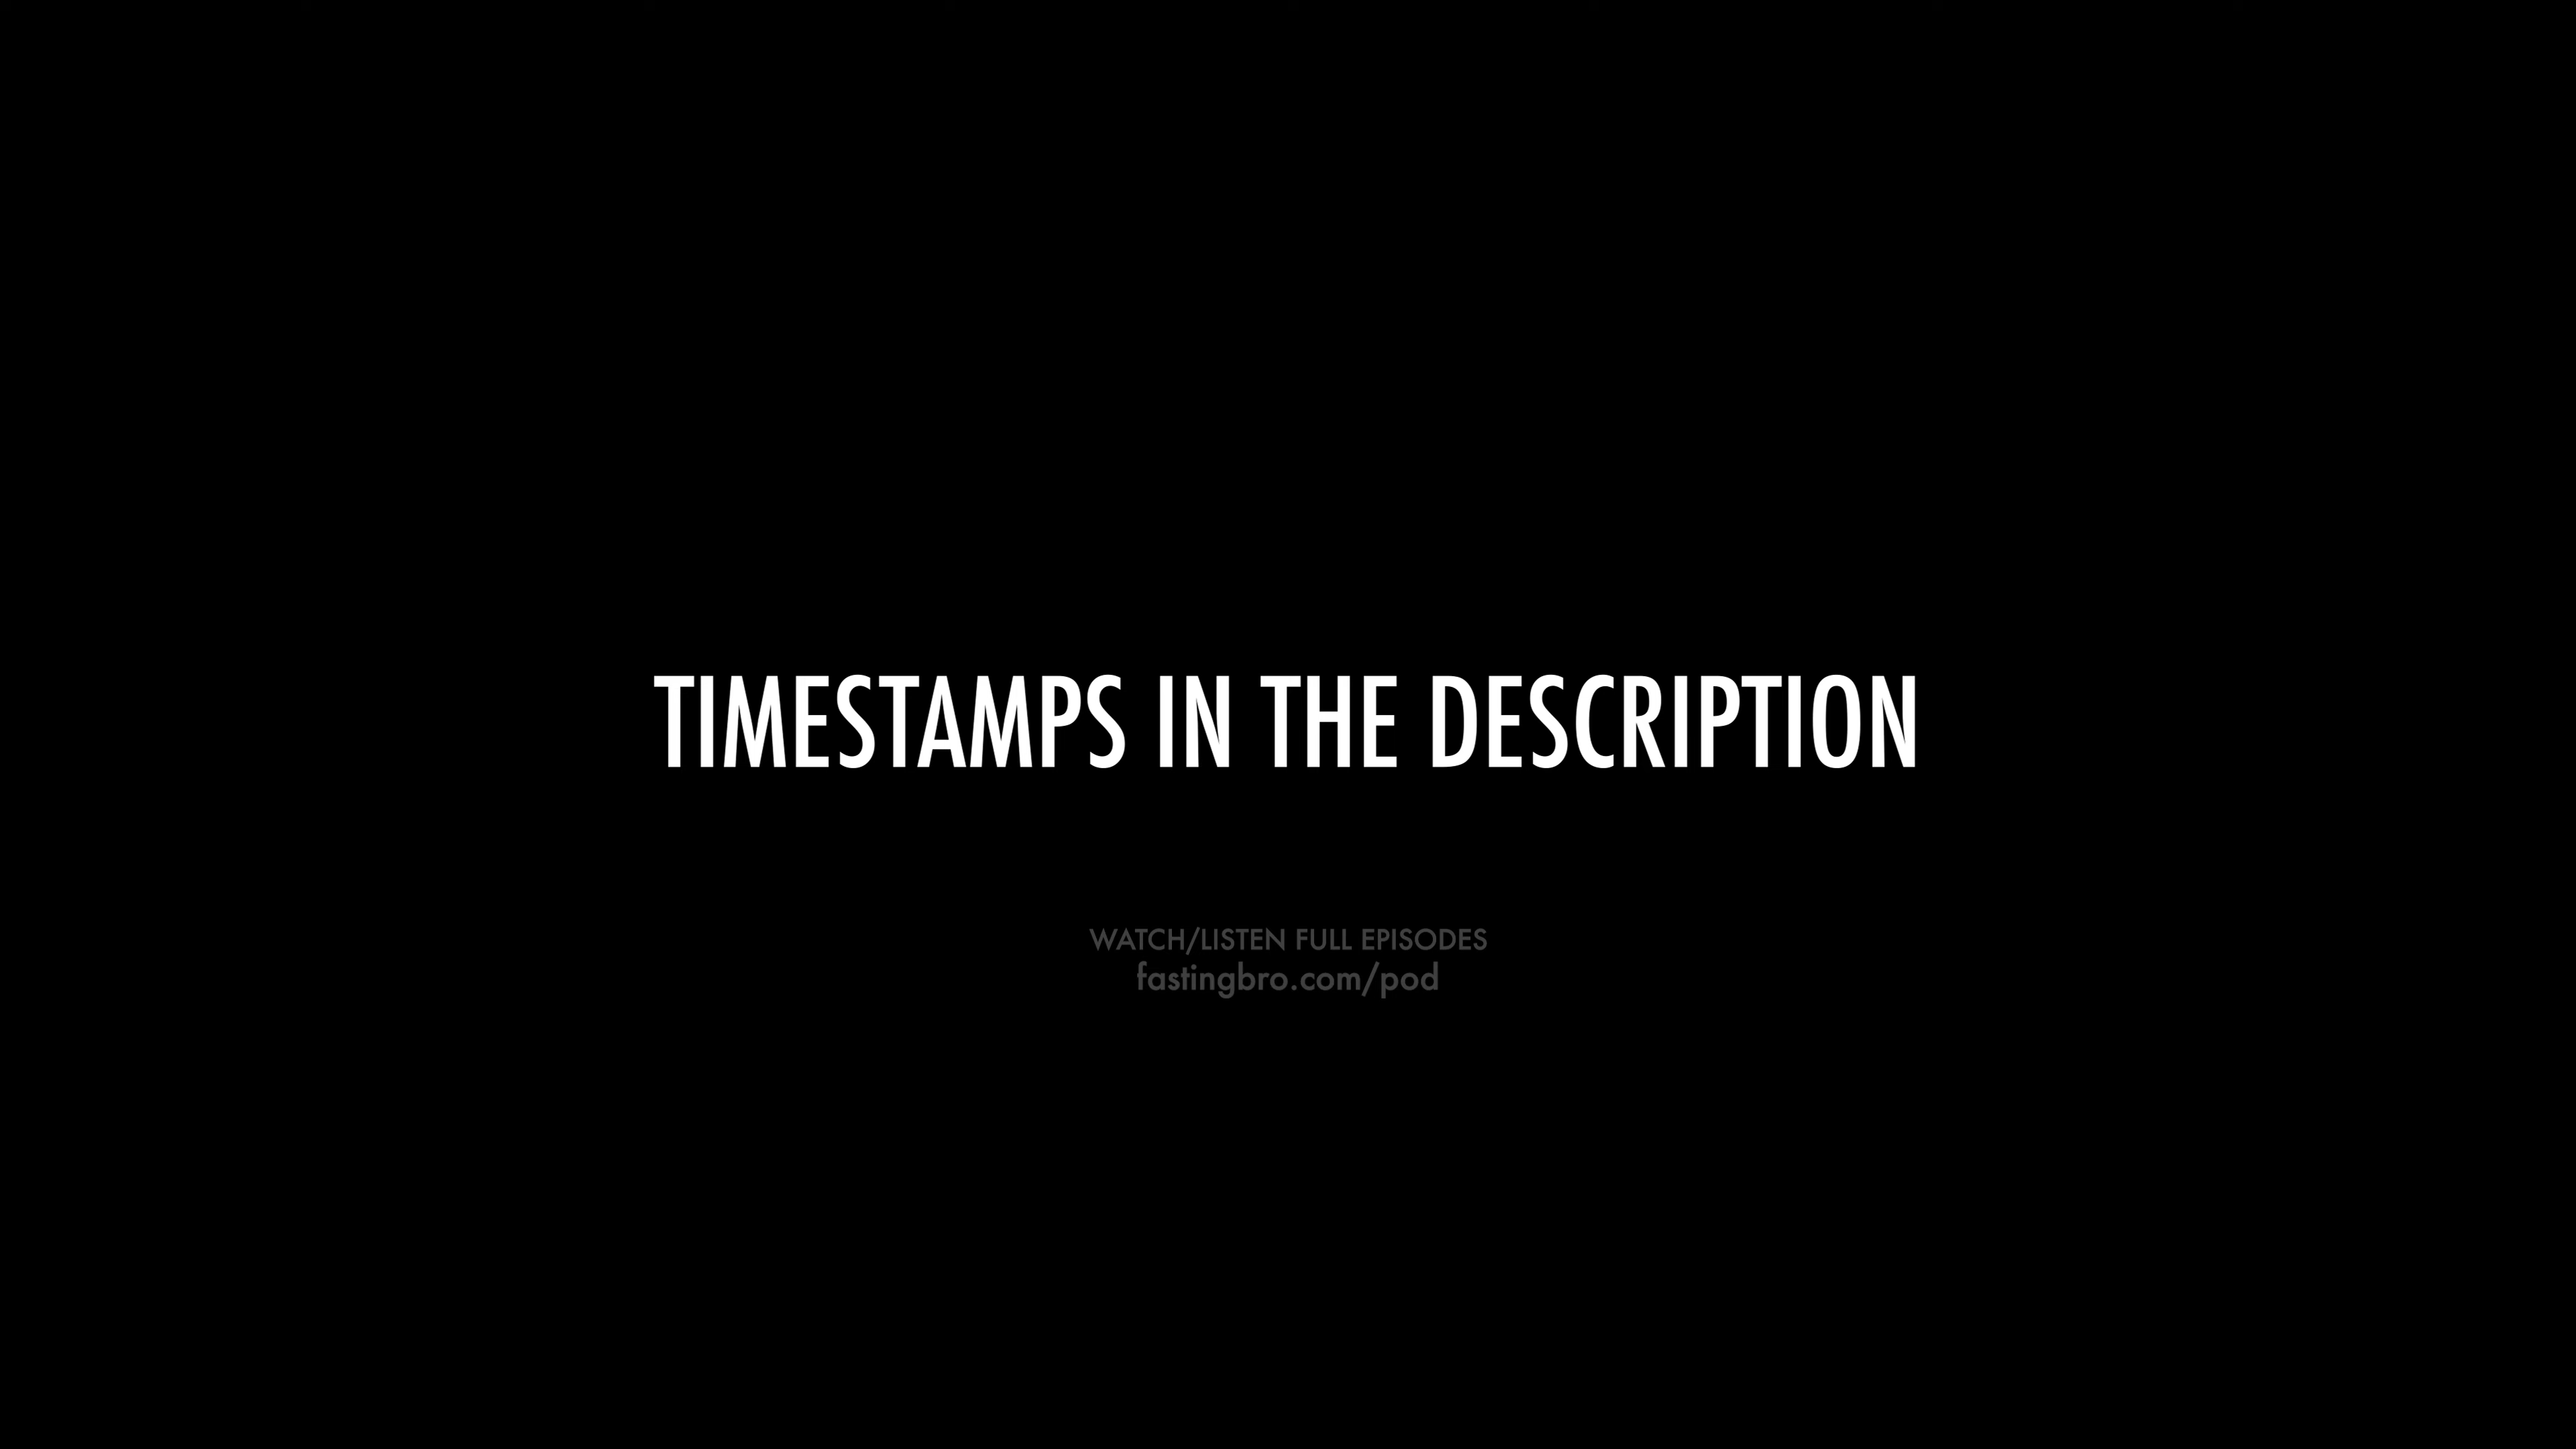 TIMESTAMPS IN THE DESCRIPTION
WATCH/LISTEN FULL EPISODES
fastingbro.com/pod